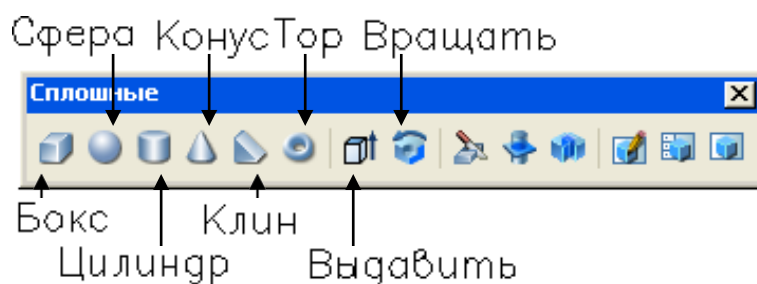 Сфера Конус Тор Вращать
Сплошные
Бокс Клин
Цилиндр Выдавить